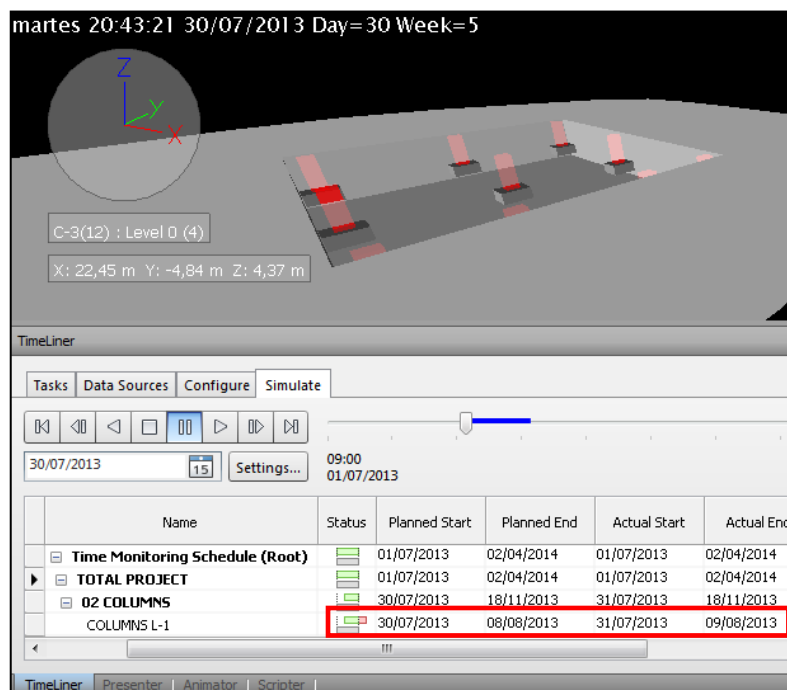 martes 20:43:21 30/07/2013 Day=30 Week=5
Z
Y
X
C-3(12) : Level 0 (4)
X: 22,45 m Y: -4,84 m Z: 4,37 m
TimeLiner
Tasks Data Sources Configure Simulate
30/07/2013 15 Settings...
09:00
01/07/2013
Name Status Planned Start Planned End Actual Start Actual End
Time Monitoring Schedule (Root) 01/07/2013 02/04/2014 01/07/2013 02/04/2014
TOTAL PROJECT 01/07/2013 02/04/2014 01/07/2013 02/04/2014
02 COLUMNS 30/07/2013 18/11/2013 31/07/2013 18/11/2013
COLUMNS L-1 30/07/2013 08/08/2013 31/07/2013 09/08/2013
TimeLiner Presenter Animator Scripter